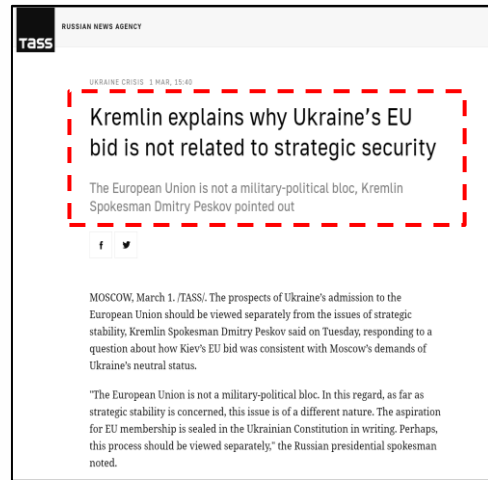 TASS
RUSSIAN NEWS AGENCY
UKRAINE CRISIS 1 MAR, 15:40
Kremlin explains why Ukraine's EU
bid is not related to strategic security
The European Union is not a military-political bloc, Kremlin
Spokesman Dmitry Peskov pointed out
MOSCOW, March 1. /TASS/. The prospects of Ukraine's admission to the
European Union should be viewed separately from the issues of strategic
stability, Kremlin Spokesman Dmitry Peskov said on Tuesday, responding to a
question about how Kiev's EU bid was consistent with Moscow's demands of
Ukraine's neutral status.
"The European Union is not a military-political bloc. In this regard, as far as
strategic stability is concerned, this issue is of a different nature. The aspiration
for EU membership is sealed in the Ukrainian Constitution in writing. Perhaps,
this process should be viewed separately," the Russian presidential spokesman
noted.